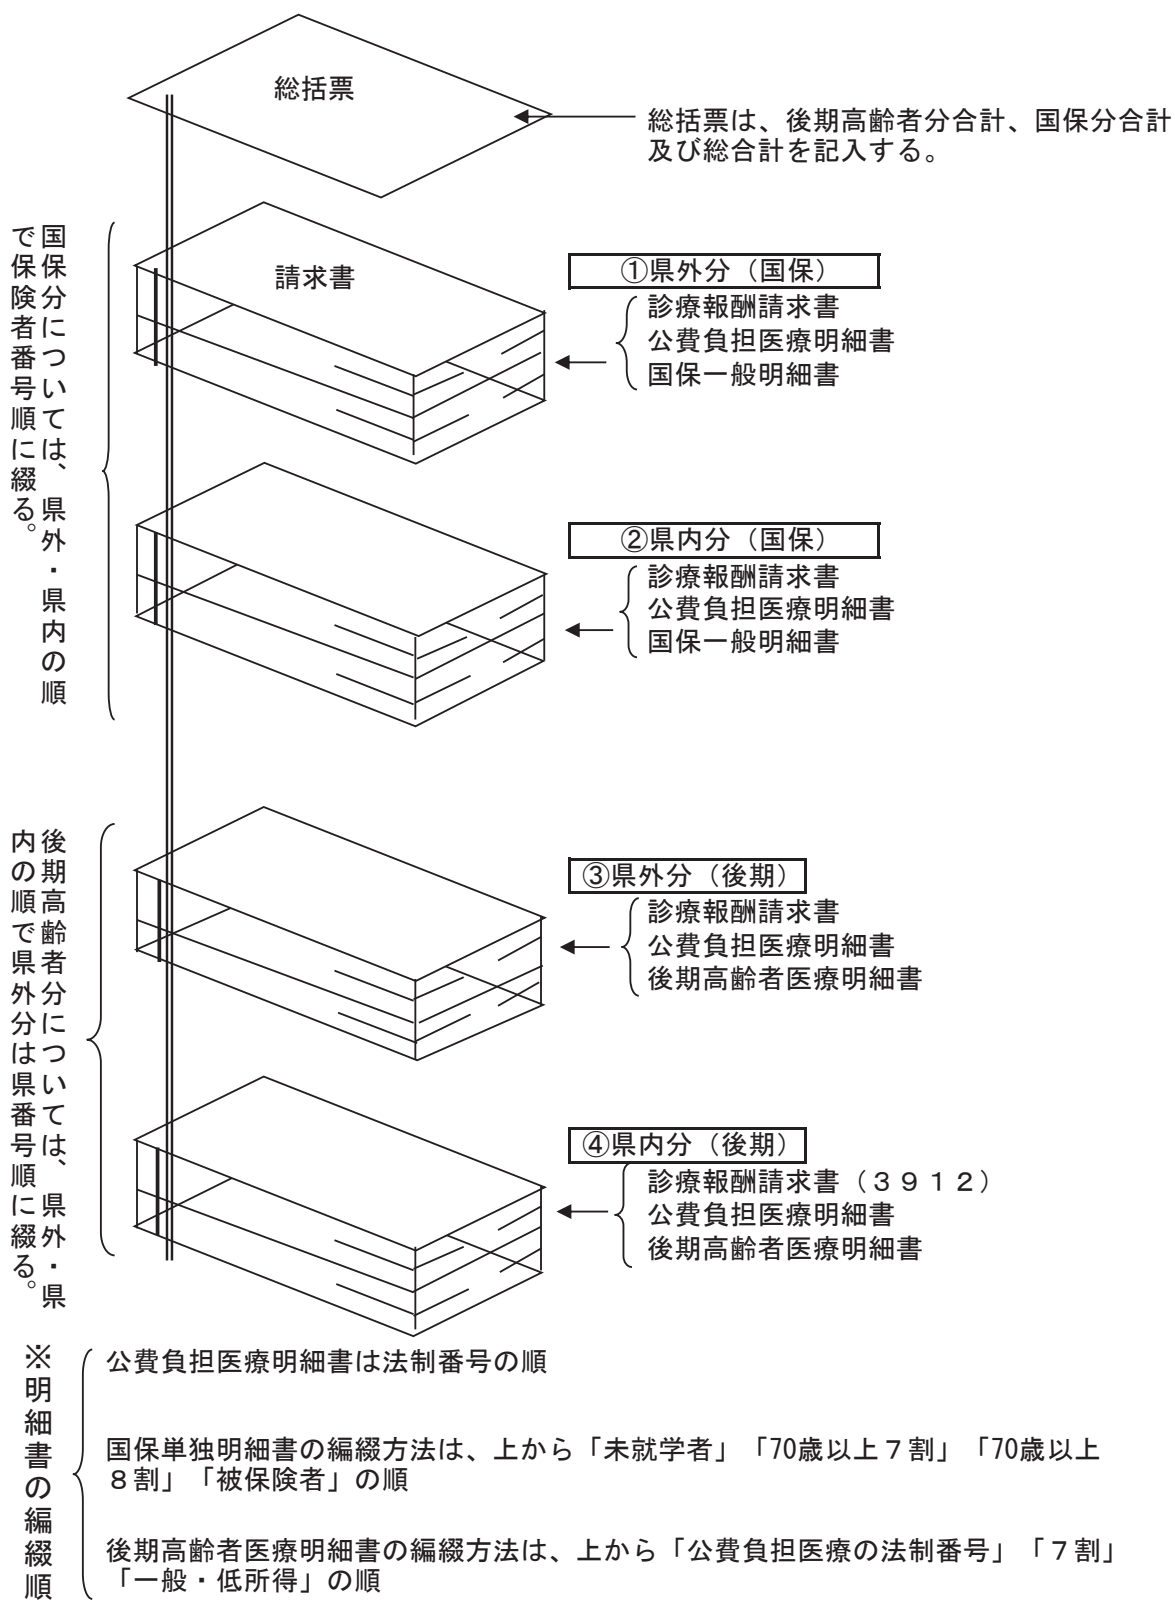 総括票
総括票は、後期高齢者分合計、国保分合計
及び総合計を記入する。
国保分については、県外・県内の順
で保険者番号順に綴る。
請求書
①県外分（国保）
診療報酬請求書
公費負担医療明細書
国保一般明細書
②県内分（国保）
診療報酬請求書
公費負担医療明細書
国保一般明細書
後期高齢者分については、県外・県
内の順で県外分は県番号順に綴る。
③県外分（後期）
診療報酬請求書
公費負担医療明細書
後期高齢者医療明細書
④県内分（後期）
診療報酬請求書（３９１２）
公費負担医療明細書
後期高齢者医療明細書
※明細書の編綴順
公費負担医療明細書は法制番号の順
国保単独明細書の編綴方法は、上から「未就学者」「70歳以上７割」「70歳以上
８割」「被保険者」の順
後期高齢者医療明細書の編綴方法は、上から「公費負担医療の法制番号」「７割」
「一般・低所得」の順